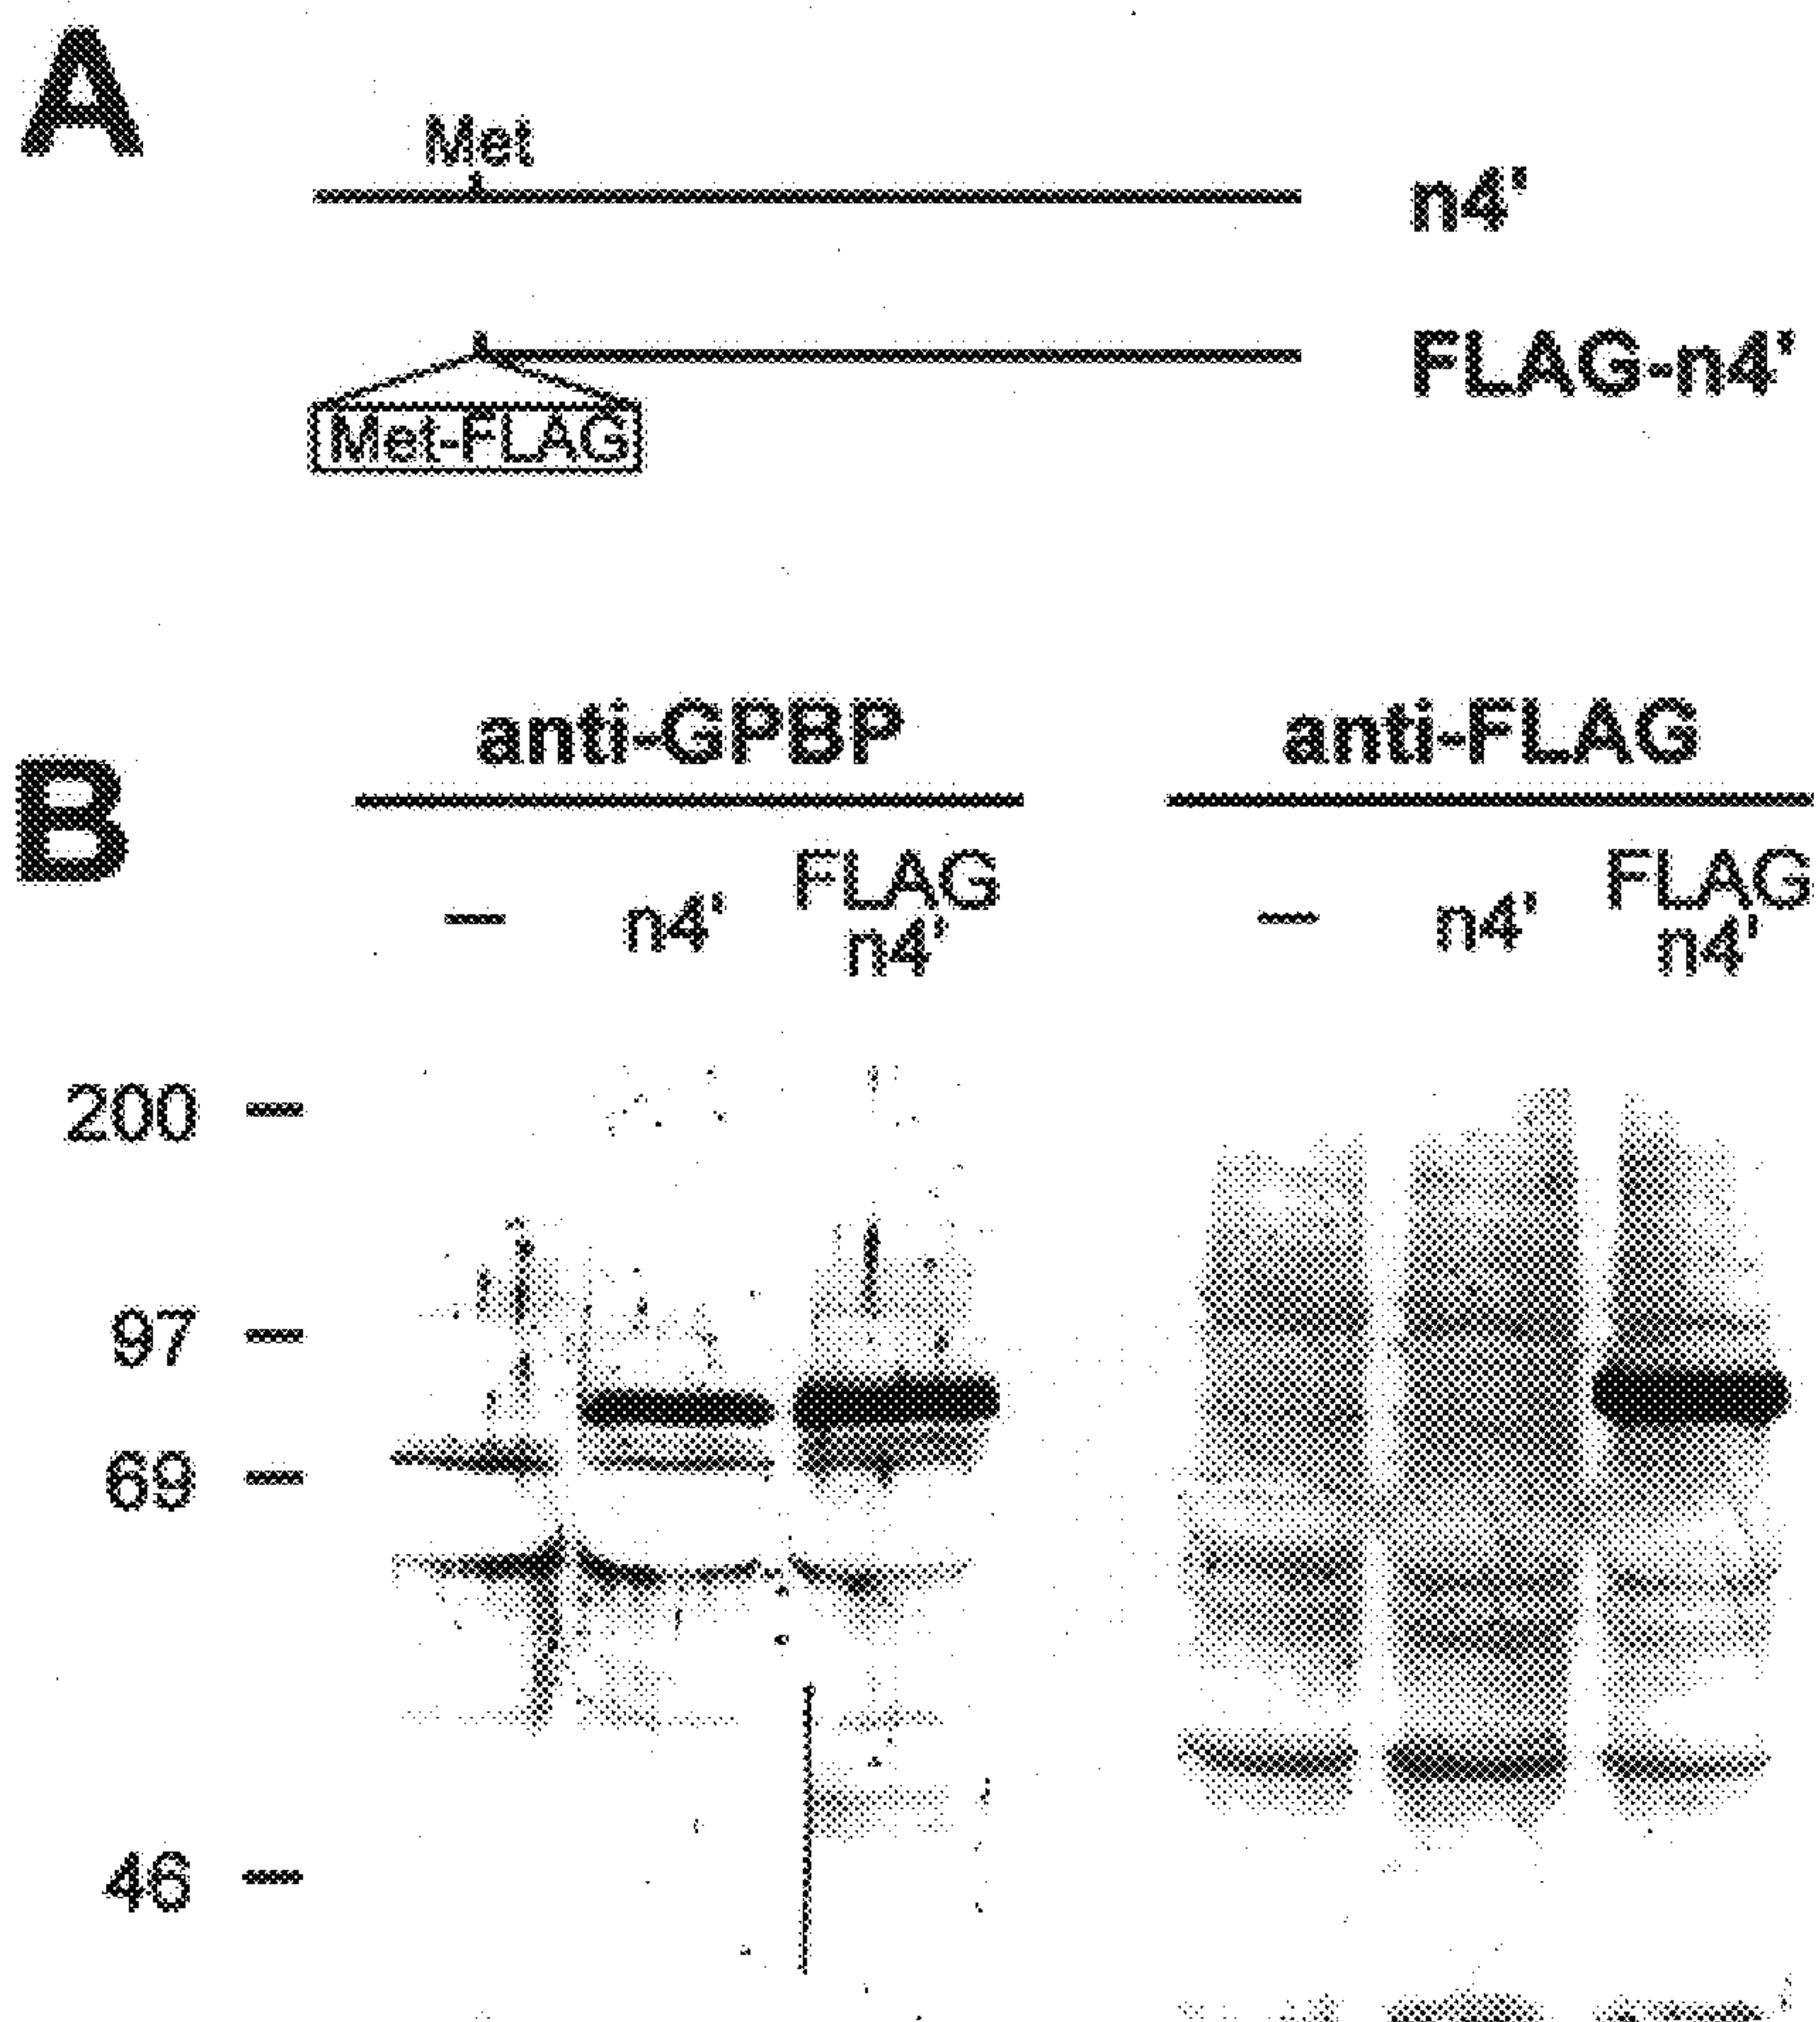 A
Met
n4'
FLAG-n4'
Met-FLAG
B
anti-GPBP anti-FLAG
– n4' FLAG n4' – n4' FLAG n4'
200 –
97 –
69 –
46 –